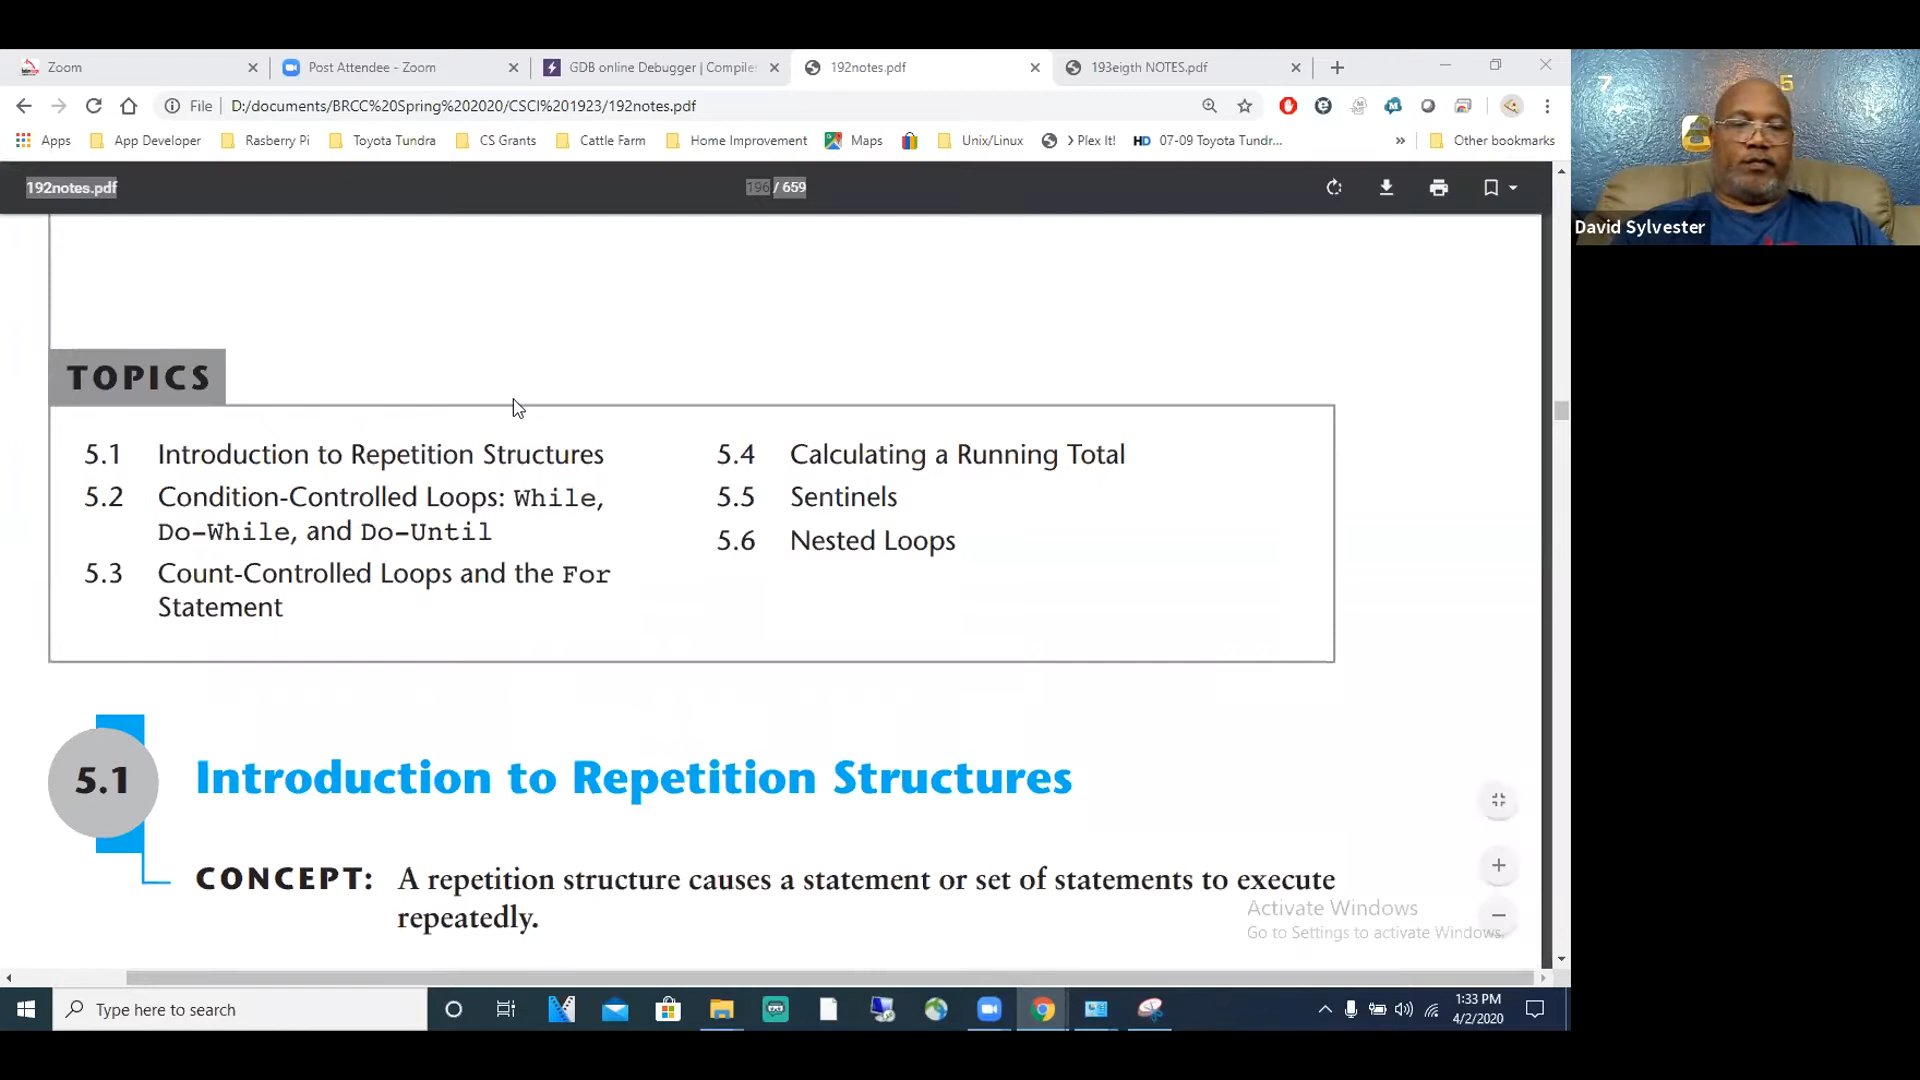 Zoom
Post Attendee - Zoom
GDB online Debugger | Compile
192notes.pdf
193eigth NOTES.pdf
File
D:/documents/BRCC%20Spring%202020/CSCI%201923/192notes.pdf
Apps
App Developer
Rasberry Pi
Toyota Tundra
CS Grants
Cattle Farm
Home Improvement
Maps
Unix/Linux
> Plex It!
HD 07-09 Toyota Tundr...
»
Other bookmarks
192notes.pdf
196 / 659
7
5
David Sylvester
TOPICS
5.1 Introduction to Repetition Structures
5.2 Condition-Controlled Loops: While,
Do-While, and Do-Until
5.3 Count-Controlled Loops and the For
Statement
5.4 Calculating a Running Total
5.5 Sentinels
5.6 Nested Loops
5.1
Introduction to Repetition Structures
CONCEPT: A repetition structure causes a statement or set of statements to execute
repeatedly.
Activate Windows
Go to Settings to activate Windows.
Type here to search
1:33 PM
4/2/2020